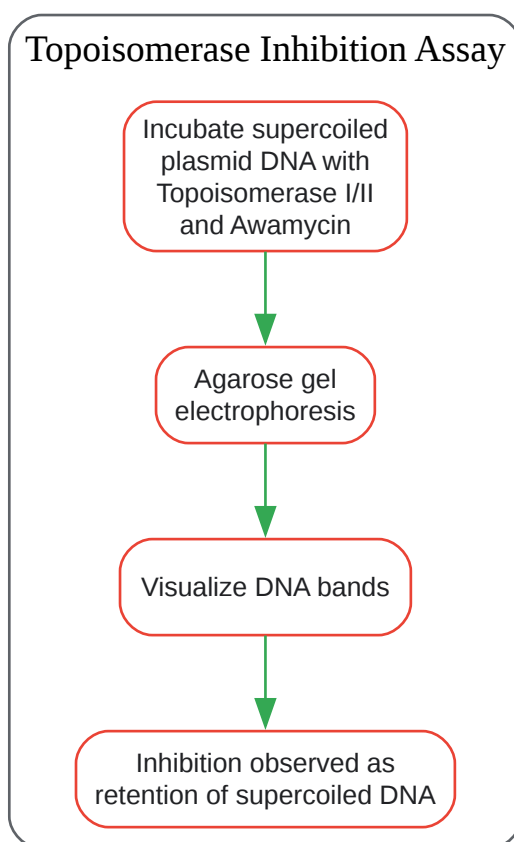 Topoisomerase Inhibition Assay
Incubate supercoiled
plasmid DNA with
Topoisomerase I/II
and Awamycin
Agarose gel
electrophoresis
Visualize DNA bands
Inhibition observed as
retention of supercoiled DNA